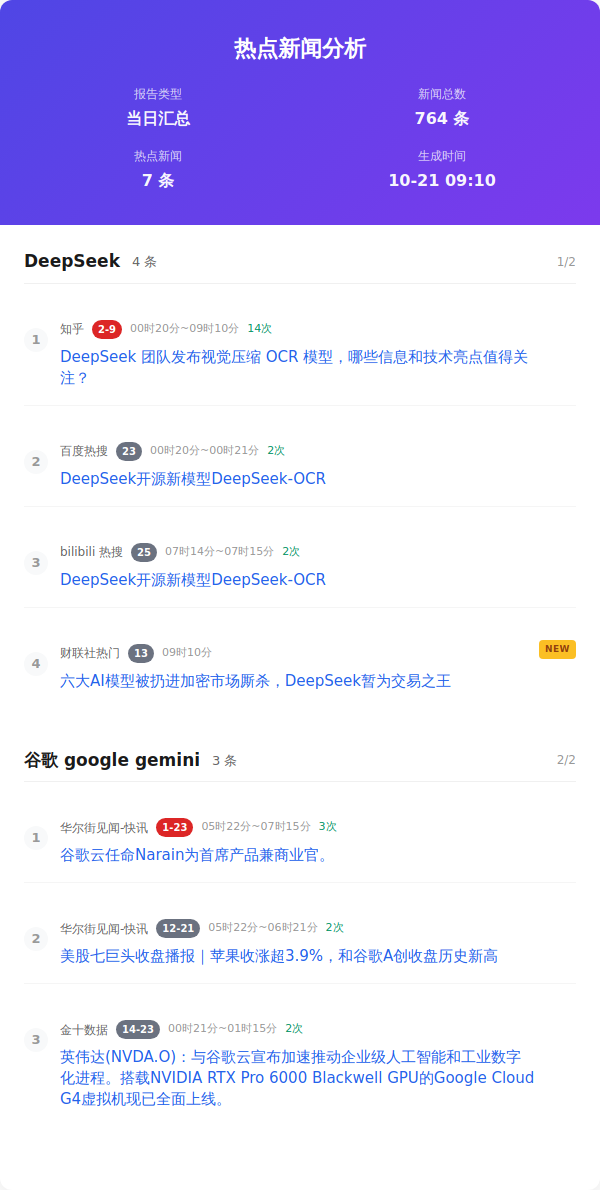 热点新闻分析
报告类型
新闻总数
当日汇总
764 条
热点新闻
生成时间
7 条
10-21 09:10
DeepSeek 4 条 1/2
1 知乎 2-9 00时20分~09时10分 14次
DeepSeek 团队发布视觉压缩 OCR 模型，哪些信息和技术亮点值得关
注？
2 百度热搜 23 00时20分~00时21分 2次
DeepSeek开源新模型DeepSeek-OCR
3 bilibili 热搜 25 07时14分~07时15分 2次
DeepSeek开源新模型DeepSeek-OCR
4 财联社热门 13 09时10分 NEW
六大AI模型被扔进加密市场厮杀，DeepSeek暂为交易之王
谷歌 google gemini 3 条 2/2
1 华尔街见闻-快讯 1-23 05时22分~07时15分 3次
谷歌云任命Narain为首席产品兼商业官。
2 华尔街见闻-快讯 12-21 05时22分~06时21分 2次
美股七巨头收盘播报｜苹果收涨超3.9%，和谷歌A创收盘历史新高
3 金十数据 14-23 00时21分~01时15分 2次
英伟达(NVDA.O)：与谷歌云宣布加速推动企业级人工智能和工业数字
化进程。搭载NVIDIA RTX Pro 6000 Blackwell GPU的Google Cloud
G4虚拟机现已全面上线。